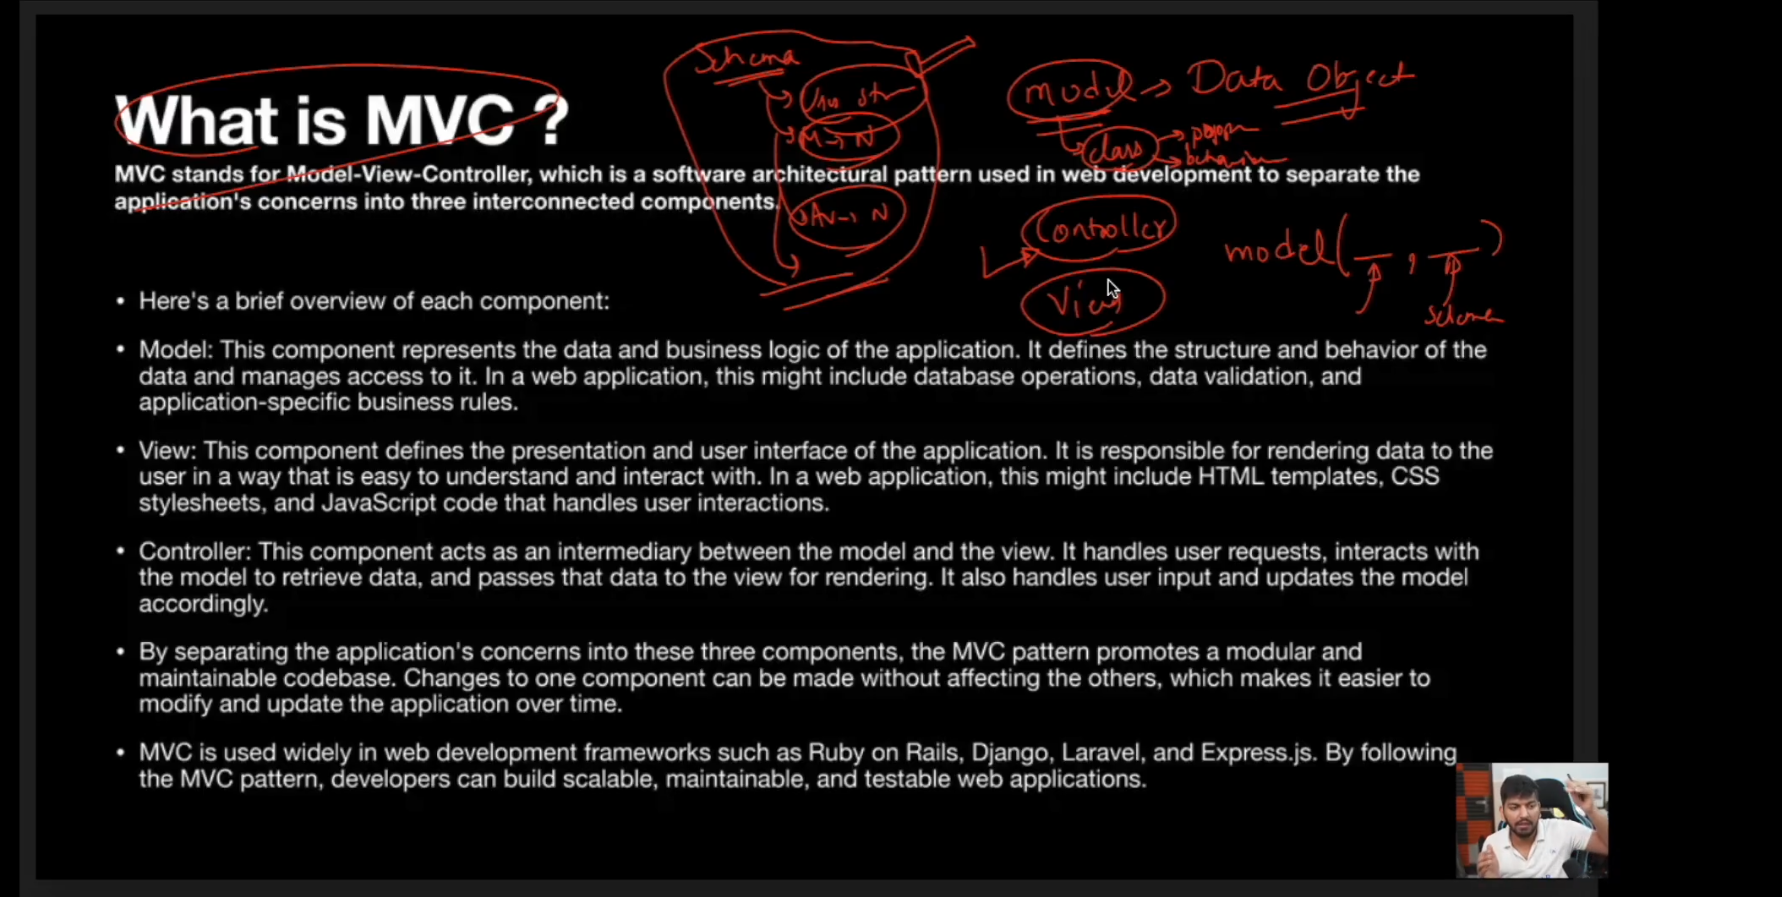 What is MVC ?
MVC stands for Model-View-Controller, which is a software architectural pattern used in web development to separate the
application's concerns into three interconnected components.
Schema
M → N
AV → N
model → Data Object
class
behaviour
Controller
View
model( , )
schema
• Here's a brief overview of each component:
• Model: This component represents the data and business logic of the application. It defines the structure and behavior of the
data and manages access to it. In a web application, this might include database operations, data validation, and
application-specific business rules.
• View: This component defines the presentation and user interface of the application. It is responsible for rendering data to the
user in a way that is easy to understand and interact with. In a web application, this might include HTML templates, CSS
stylesheets, and JavaScript code that handles user interactions.
• Controller: This component acts as an intermediary between the model and the view. It handles user requests, interacts with
the model to retrieve data, and passes that data to the view for rendering. It also handles user input and updates the model
accordingly.
• By separating the application's concerns into these three components, the MVC pattern promotes a modular and
maintainable codebase. Changes to one component can be made without affecting the others, which makes it easier to
modify and update the application over time.
• MVC is used widely in web development frameworks such as Ruby on Rails, Django, Laravel, and Express.js. By following
the MVC pattern, developers can build scalable, maintainable, and testable web applications.